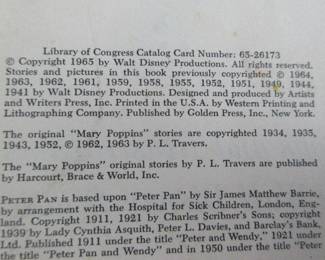 Library of Congress Catalog Card Number: 65-26173
© Copyright 1965 by Walt Disney Productions. All rights reserved.
Stories and pictures in this book previously copyrighted © 1964,
1963, 1962, 1961, 1959, 1958, 1955, 1952, 1951, 1949, 1944,
1941 by Walt Disney Productions. Designed and produced by Artists
and Writers Press, Inc. Printed in the U.S.A. by Western Printing and
Lithographing Company. Published by Golden Press, Inc., New York.
The original "Mary Poppins" stories are copyrighted 1934, 1935,
1943, 1952, © 1962, 1963 by P. L. Travers.
The "Mary Poppins" original stories by P. L. Travers are published
by Harcourt, Brace & World, Inc.
PETER PAN is based upon "Peter Pan" by Sir James Matthew Barrie,
by arrangement with the Hospital for Sick Children, London, Eng-
land. Copyright 1911, 1921 by Charles Scribner's Sons; copyright
1939 by Lady Cynthia Asquith, Peter L. Davies, and Barclay's Bank,
Ltd. Published 1911 under the title "Peter and Wendy," 1921 under
the title "Peter Pan and Wendy" and in 1950 under the title "Peter